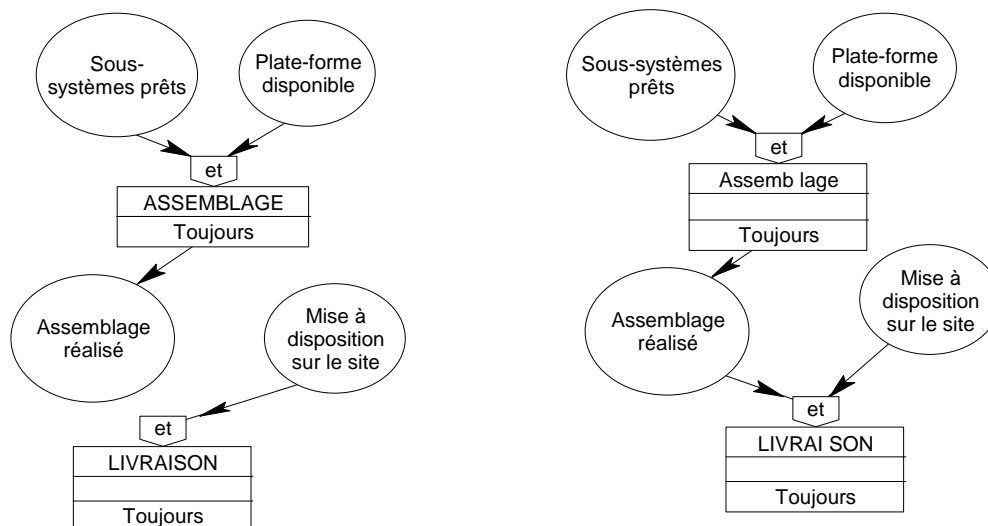 Sous-
systèmes prêts
Plate-forme
disponible
et
ASSEMBLAGE
Toujours
Assemblage
réalisé
Mise à
disposition
sur le site
et
LIVRAISON
Toujours
Sous-systèmes
prêts
Plate-forme
disponible
et
Assemb lage
Toujours
Assemblage
réalisé
Mise à
disposition
sur le site
et
LIVRAI SON
Toujours